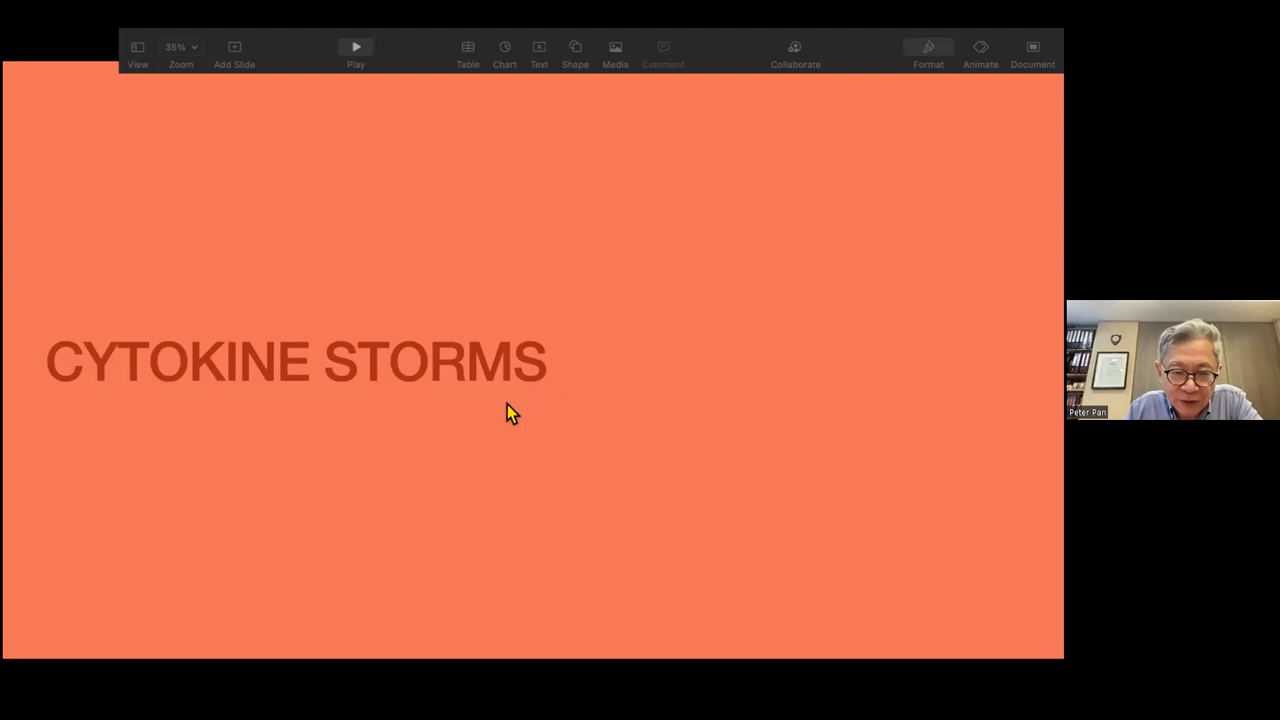 35%
View
Zoom
Add Slide
Play
Table
Chart
Text
Shape
Media
Comment
Collaborate
Format
Animate
Document
CYTOKINE STORMS
Peter Pan